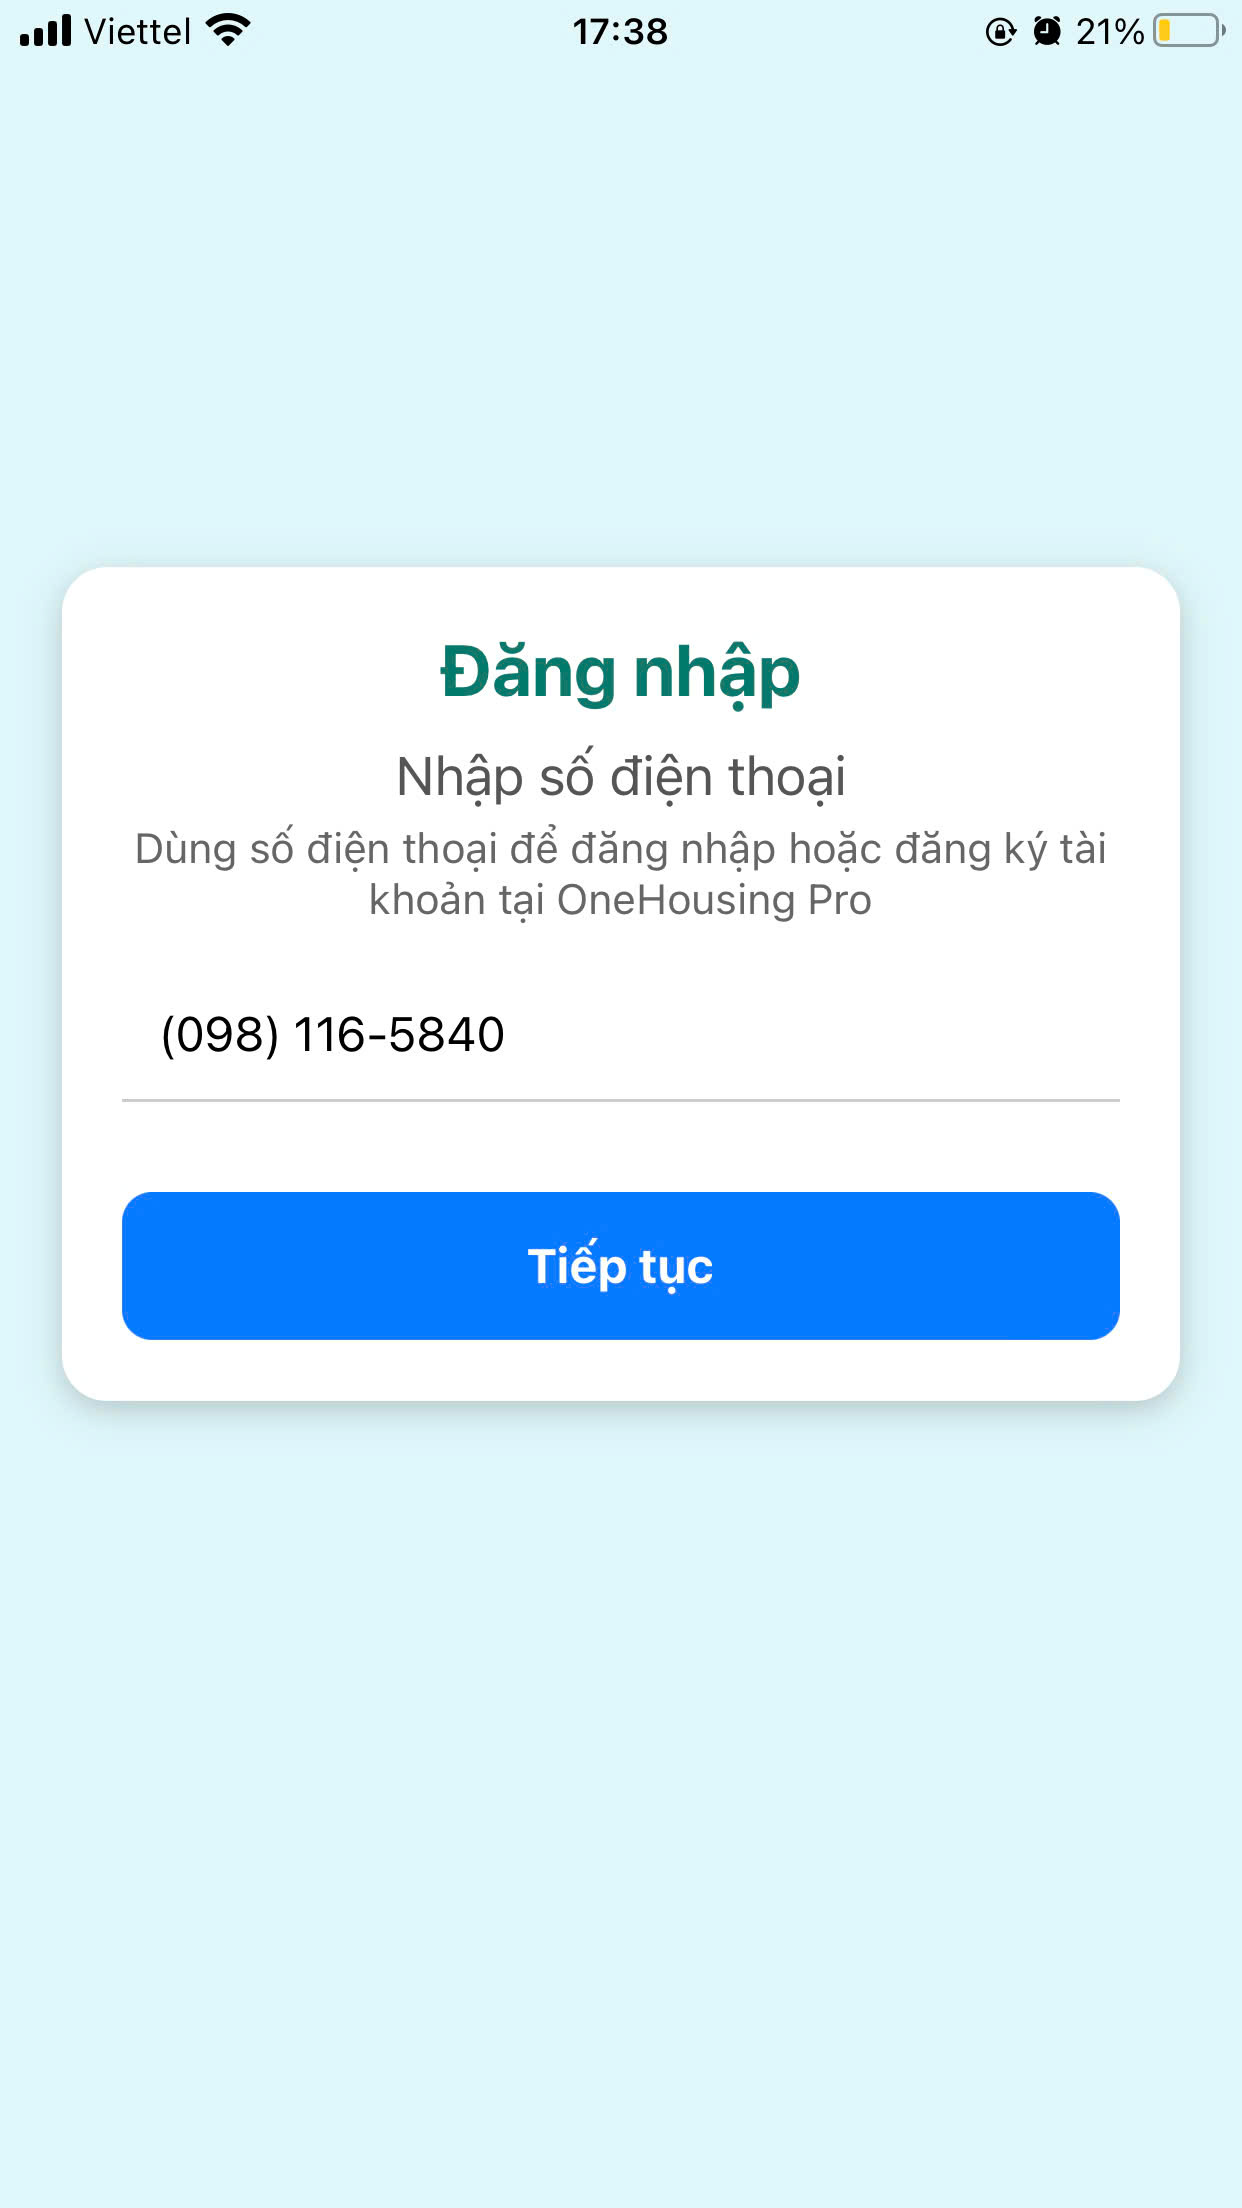 Viettel 17:38 21%
Đăng nhập
Nhập số điện thoại
Dùng số điện thoại để đăng nhập hoặc đăng ký tài
khoản tại OneHousing Pro
(098) 116-5840
Tiếp tục